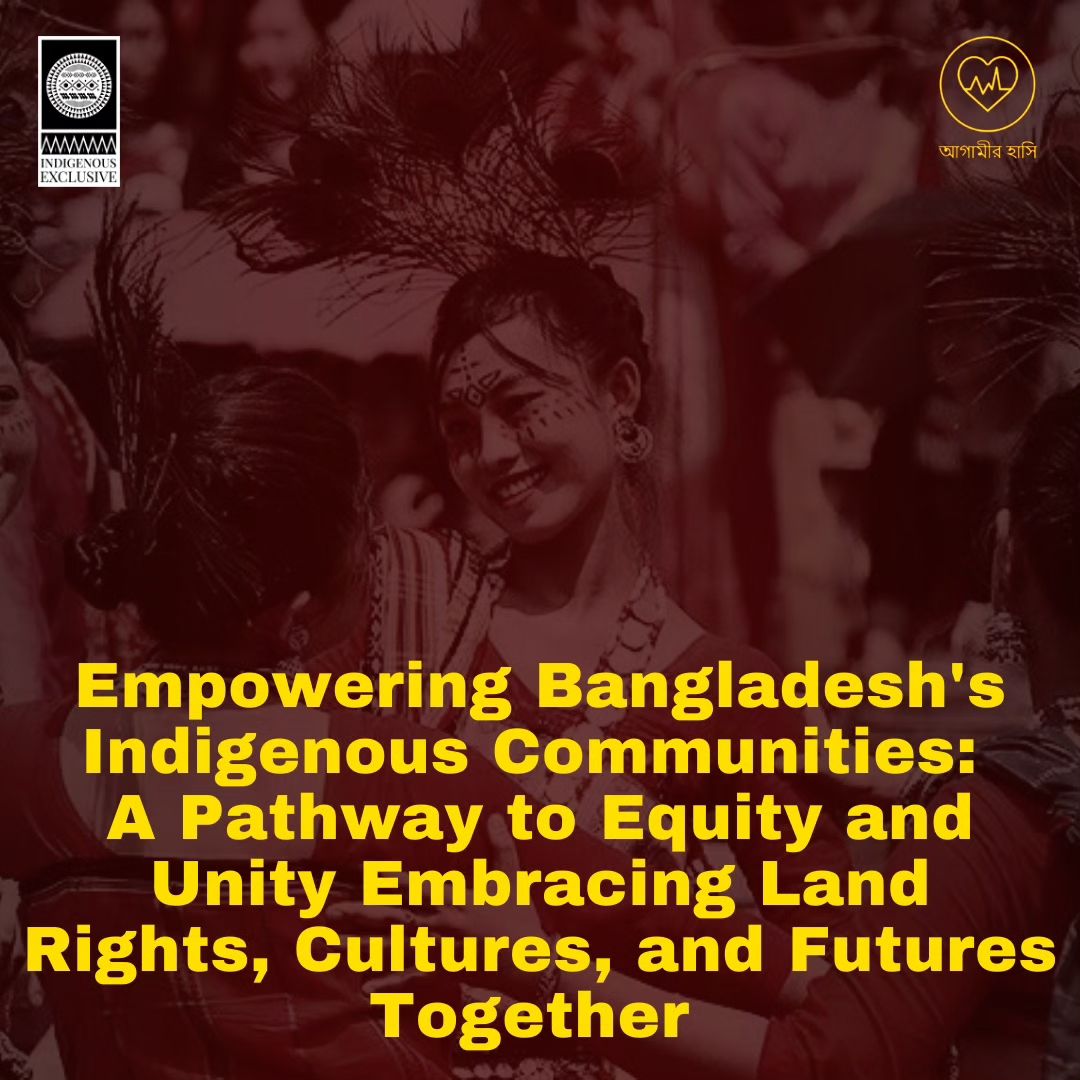 INDIGENOUS
EXCLUSIVE
আগামীর হাসি
Empowering Bangladesh's
Indigenous Communities:
A Pathway to Equity and
Unity Embracing Land
Rights, Cultures, and Futures
Together